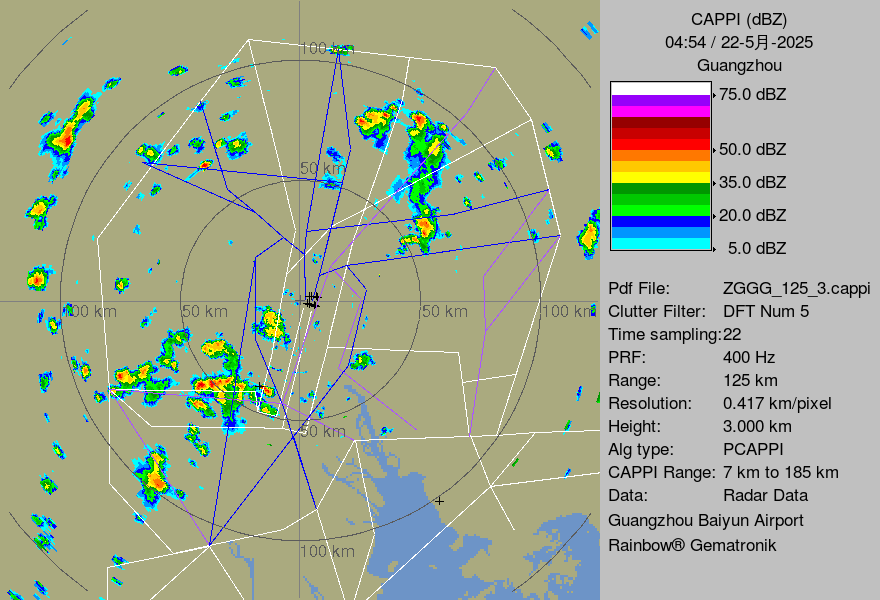 100 km
50 km
100 km
50 km
50 km
100 km
50 km
100 km
CAPPI (dBZ)
04:54 / 22-5月-2025
Guangzhou
75.0 dBZ
50.0 dBZ
35.0 dBZ
20.0 dBZ
5.0 dBZ
Pdf File: ZGGG_125_3.cappi
Clutter Filter: DFT Num 5
Time sampling:22
PRF: 400 Hz
Range: 125 km
Resolution: 0.417 km/pixel
Height: 3.000 km
Alg type: PCAPPI
CAPPI Range: 7 km to 185 km
Data: Radar Data
Guangzhou Baiyun Airport
Rainbow® Gematronik